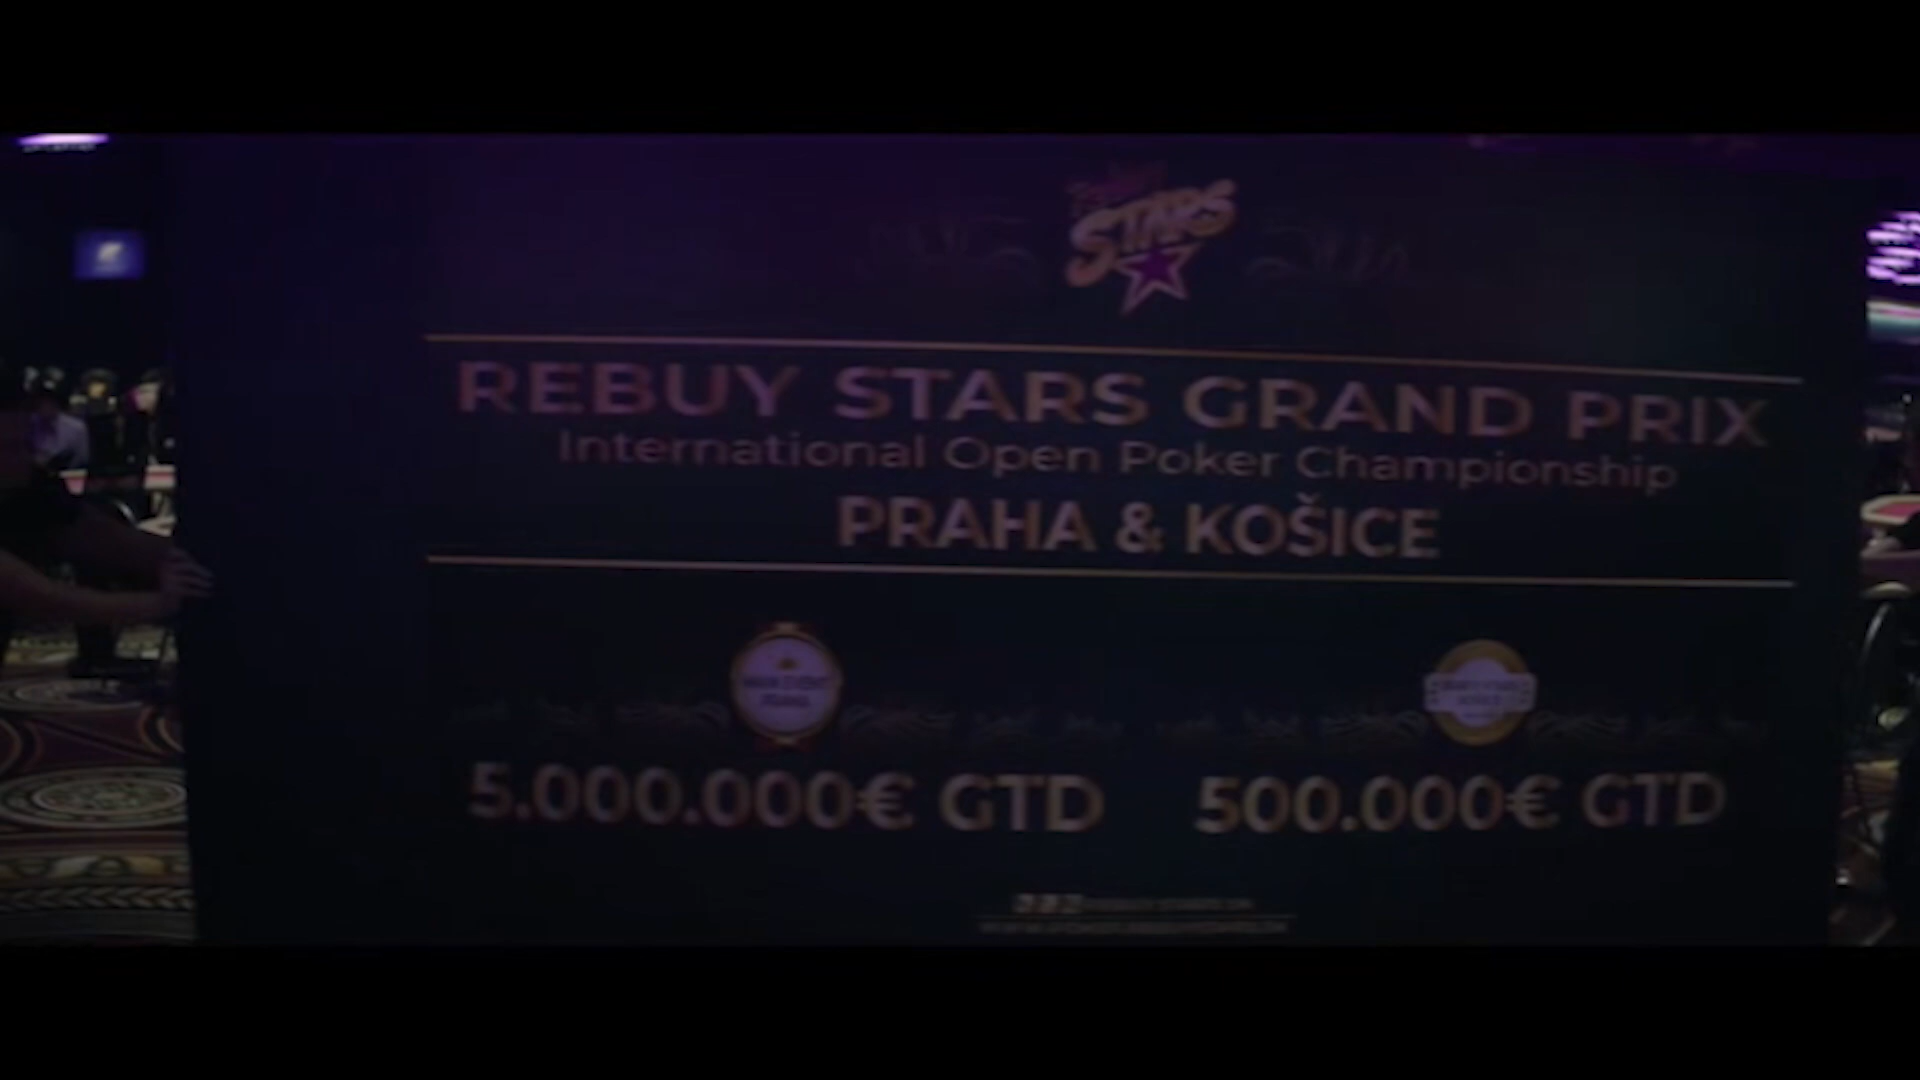 STARS
REBUY STARS GRAND PRIX
International Open Poker Championship
PRAHA & KOŠICE
5.000.000€ GTD 500.000€ GTD